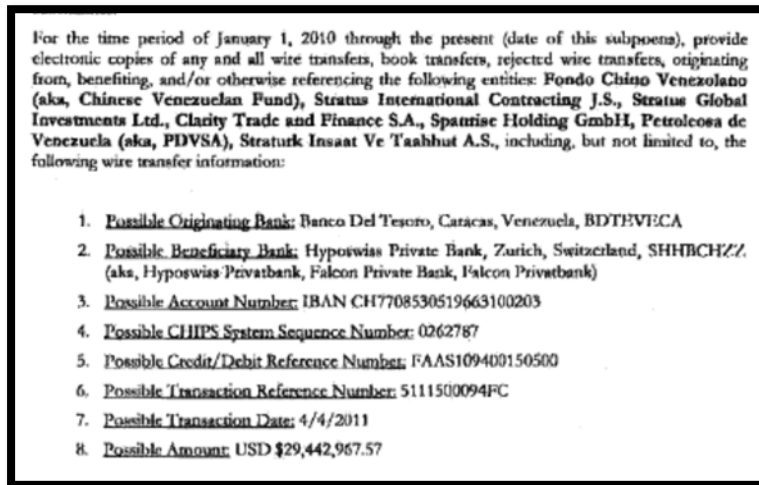 For the time period of January 1, 2010 through the present (date of this subpoena), provide
electronic copies of any and all wire transfers, book transfers, rejected wire transfers, originating
from, benefiting, and/or otherwise referencing the following entities: Fondo Chino Venezolano
(aka, Chinese Venezuelan Fund), Stratus International Contracting J.S., Stratus Global
Investments Ltd., Clarity Trade and Finance S.A., Spantrise Holding GmbH, Petroleosa de
Venezuela (aka, PDVSA), Straturk Insaat Ve Taahhut A.S., including, but not limited to, the
following wire transfer information:
1. Possible Originating Bank: Banco Del Tesoro, Caracas, Venezuela, BDTEVECA
2. Possible Beneficiary Bank: Hyposwiss Private Bank, Zurich, Switzerland, SHHBCHZZ
(aka, Hyposwiss Privatbank, Falcon Private Bank, Falcon Privatbank)
3. Possible Account Number: IBAN CH7708530519663100203
4. Possible CHIPS System Sequence Number: 0262787
5. Possible Credit/Debit Reference Number: FAAS109400150500
6. Possible Transaction Reference Number: 5111500094FC
7. Possible Transaction Date: 4/4/2011
8. Possible Amount: USD $29,442,967.57